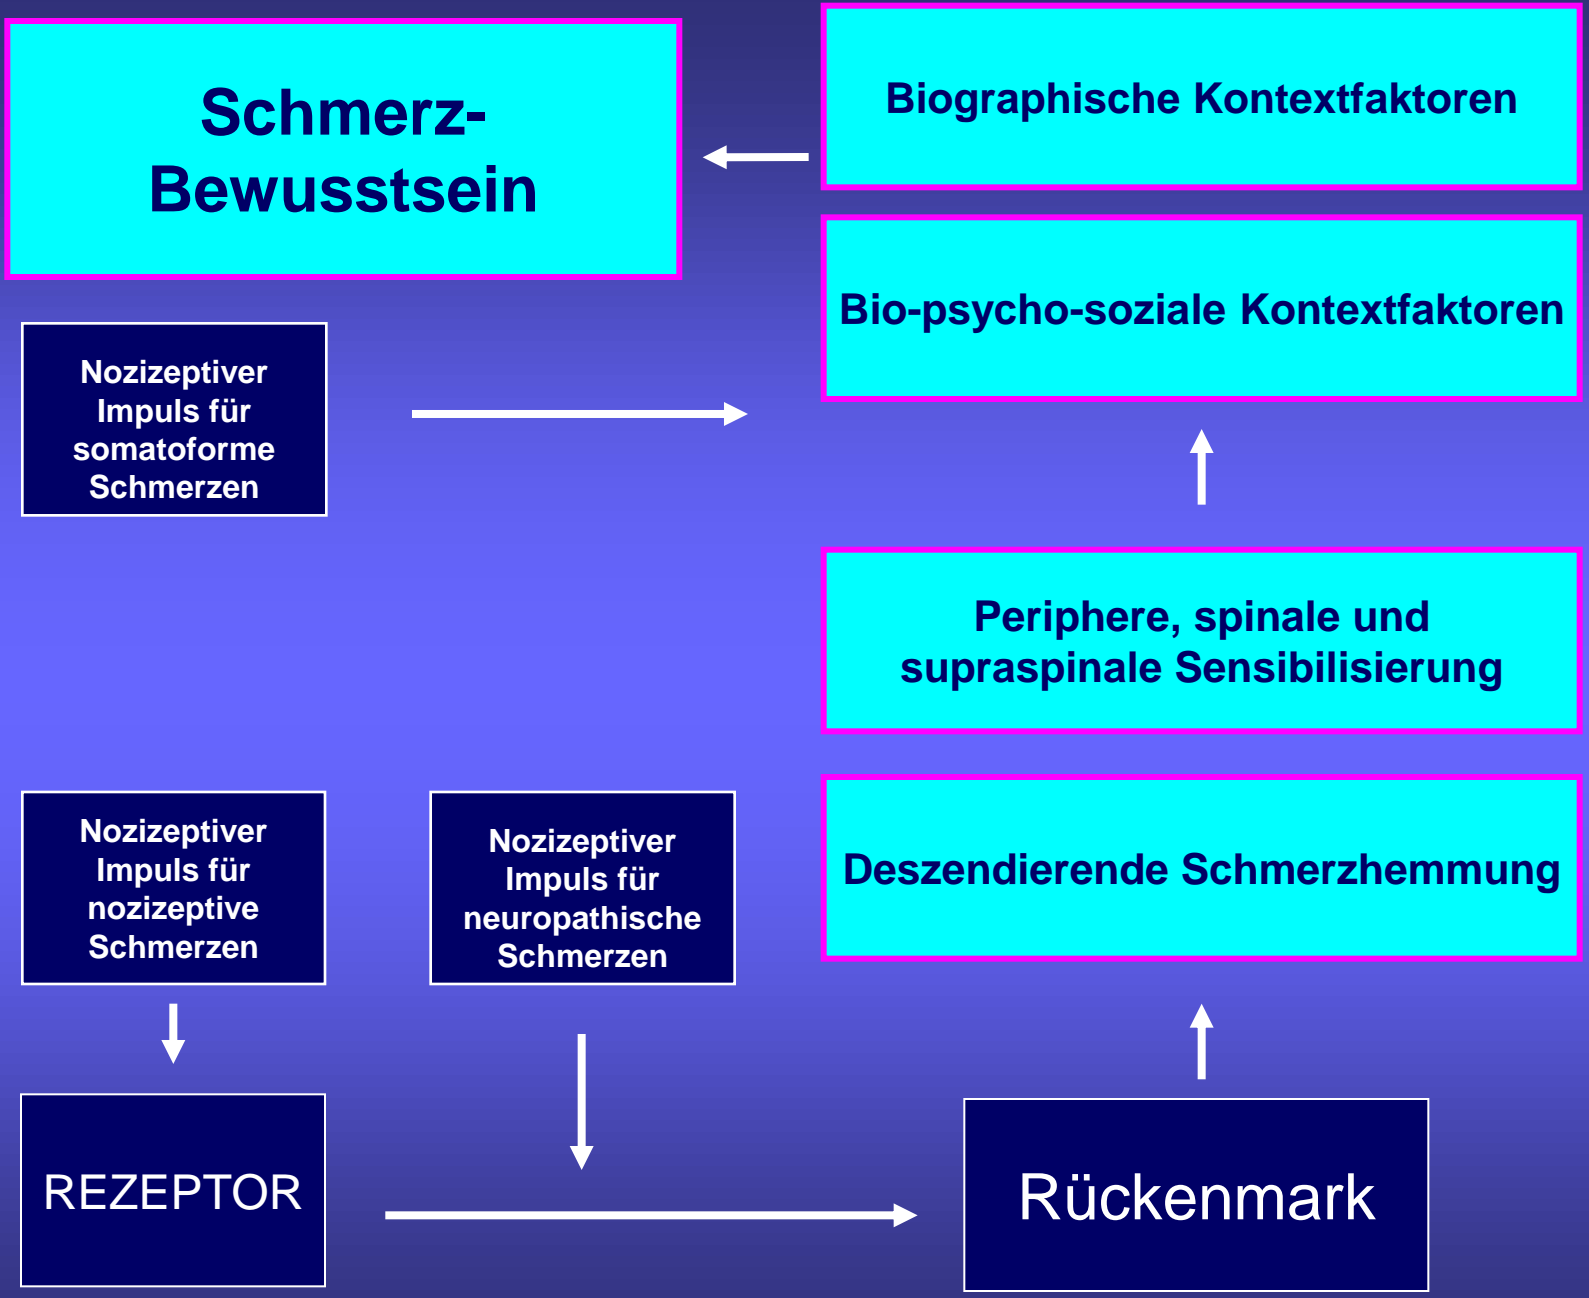 Schmerz-
Bewusstsein
Biographische Kontextfaktoren
Bio-psycho-soziale Kontextfaktoren
Nozizeptiver
Impuls für
somatoforme
Schmerzen
Periphere, spinale und
supraspinale Sensibilisierung
Nozizeptiver
Impuls für
nozizeptive
Schmerzen
Nozizeptiver
Impuls für
neuropathische
Schmerzen
Deszendierende Schmerzhemmung
REZEPTOR
Rückenmark